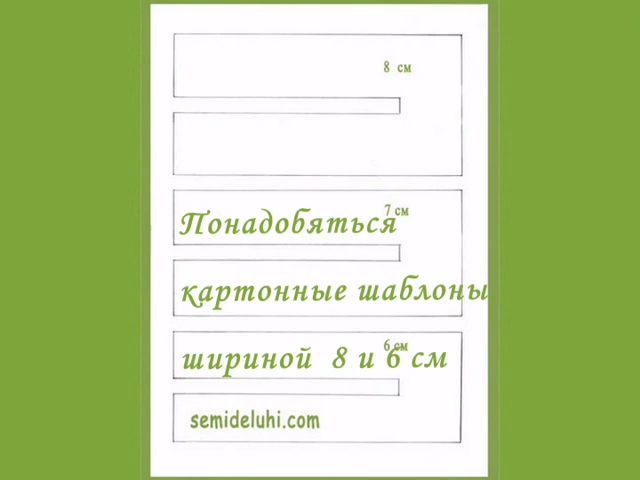 8 см
7 см
Понадобяться
картонные шаблоны
6 см
шириной 8 и 6 см
semideluhi.com